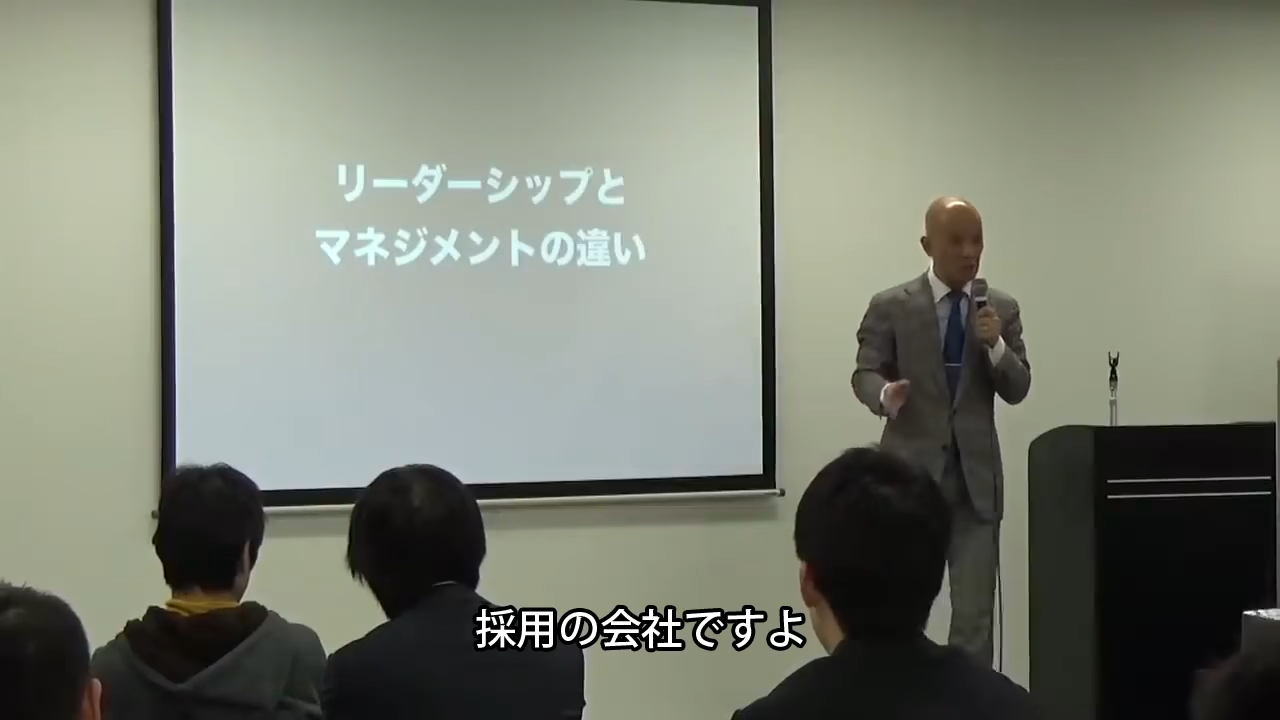 リーダーシップと
マネジメントの違い
採用の会社ですよ